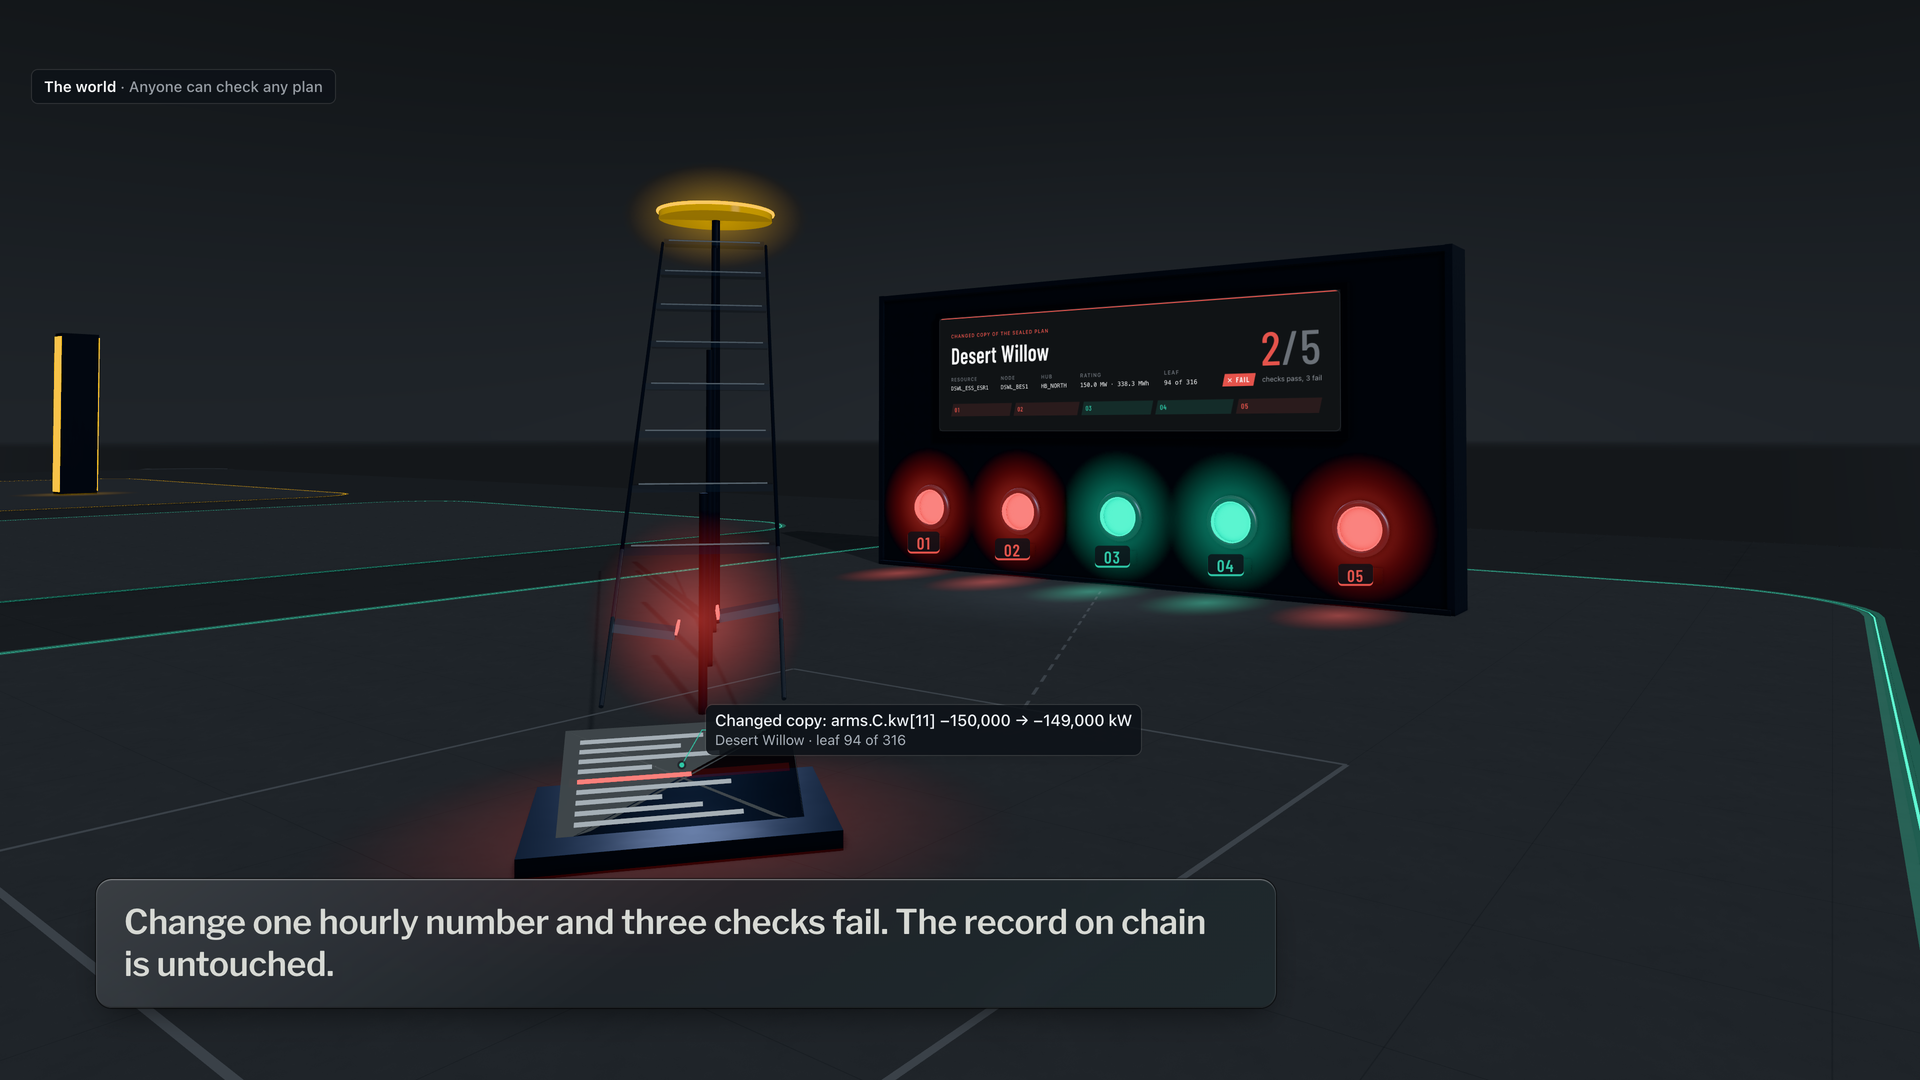 The world · Anyone can check any plan
CHANGED COPY OF THE SEALED PLAN
Desert Willow
2/5
RESOURCE NODE HUB RATING LEAF
DSWL_ESS_ESR1 DSWL_BES1 HB_NORTH 150.0 MW · 338.3 MWh 94 of 316
× FAIL checks pass, 3 fail
01 02 03 04 05
01 02 03 04 05
Changed copy: arms.C.kw[11] −150,000 → −149,000 kW
Desert Willow · leaf 94 of 316
Change one hourly number and three checks fail. The record on chain
is untouched.